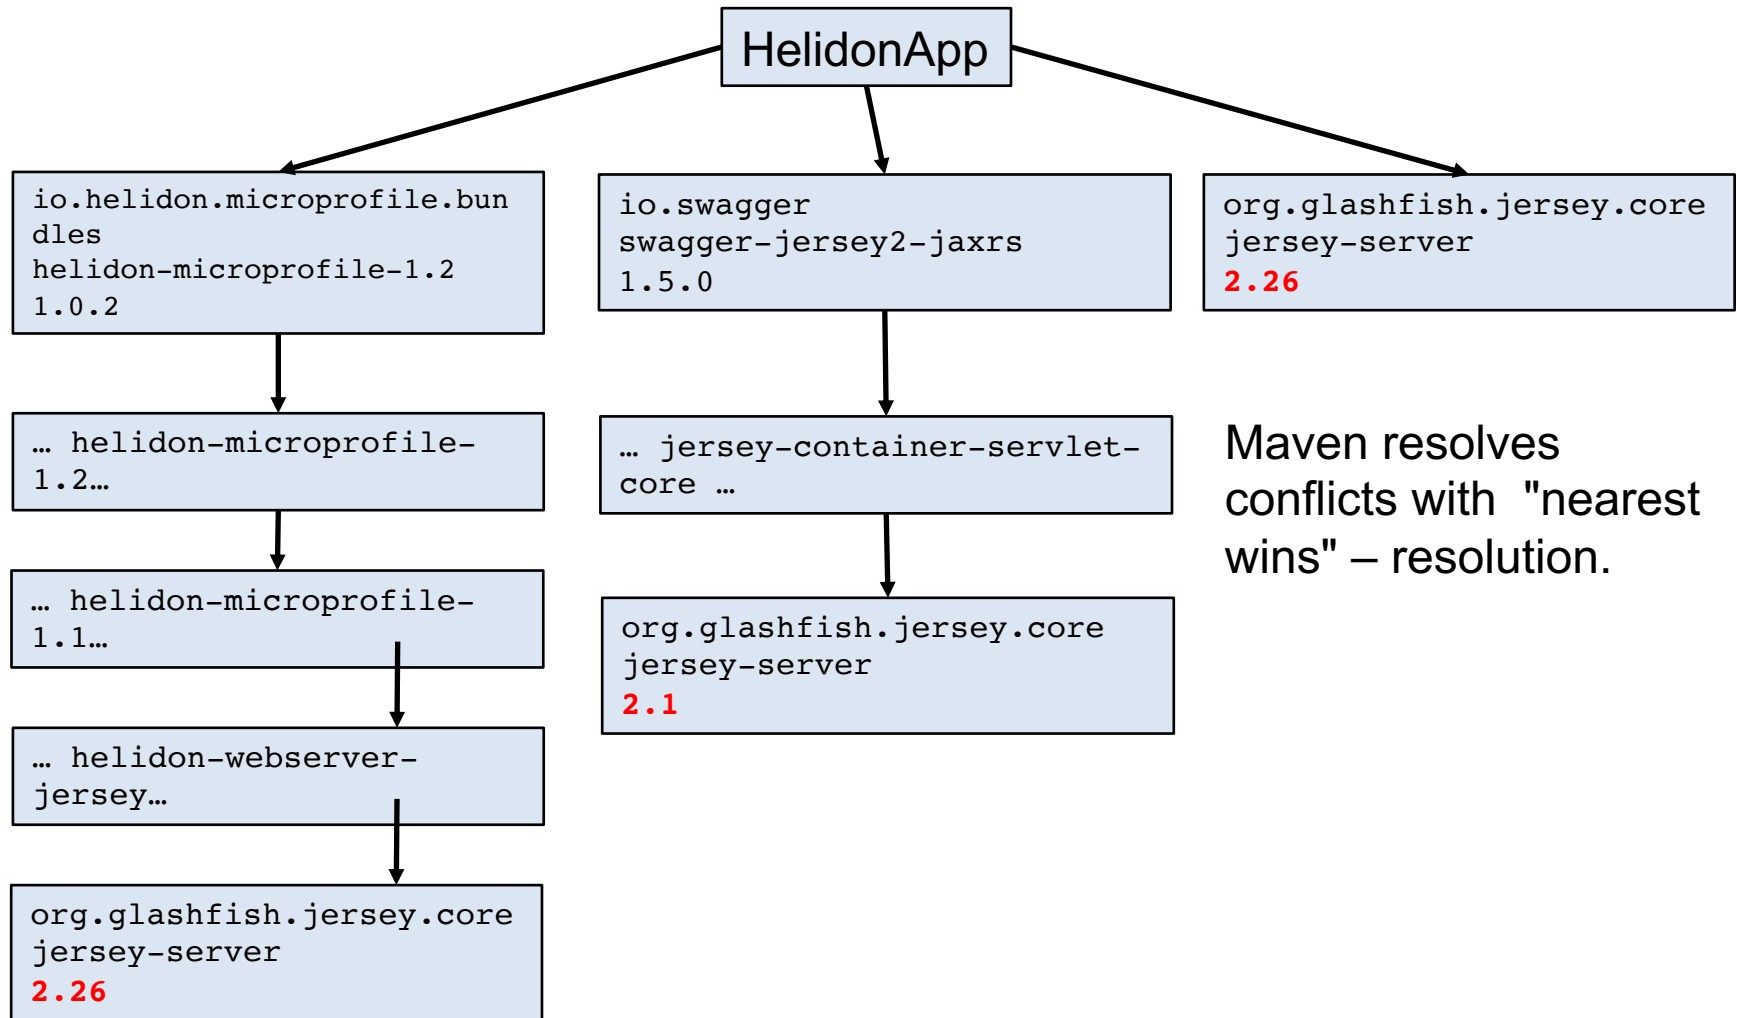 HelidonApp
io.helidon.microprofile.bun
dles
helidon-microprofile-1.2
1.0.2
io.swagger
swagger-jersey2-jaxrs
1.5.0
org.glashfish.jersey.core
jersey-server
2.26
… helidon-microprofile-
1.2…
… jersey-container-servlet-
core …
Maven resolves
conflicts with "nearest
wins" – resolution.
… helidon-microprofile-
1.1…
org.glashfish.jersey.core
jersey-server
2.1
… helidon-webserver-
jersey…
org.glashfish.jersey.core
jersey-server
2.26